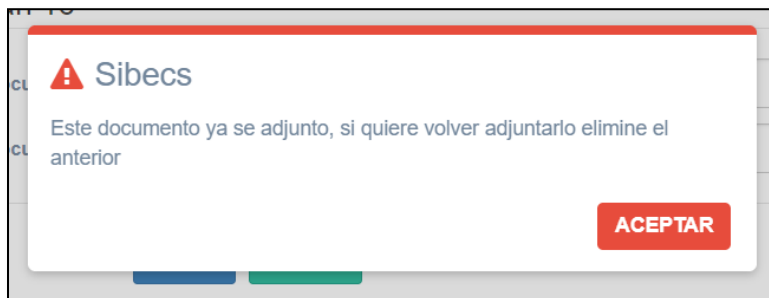 Sibecs
Este documento ya se adjunto, si quiere volver adjuntarlo elimine el
anterior
ACEPTAR